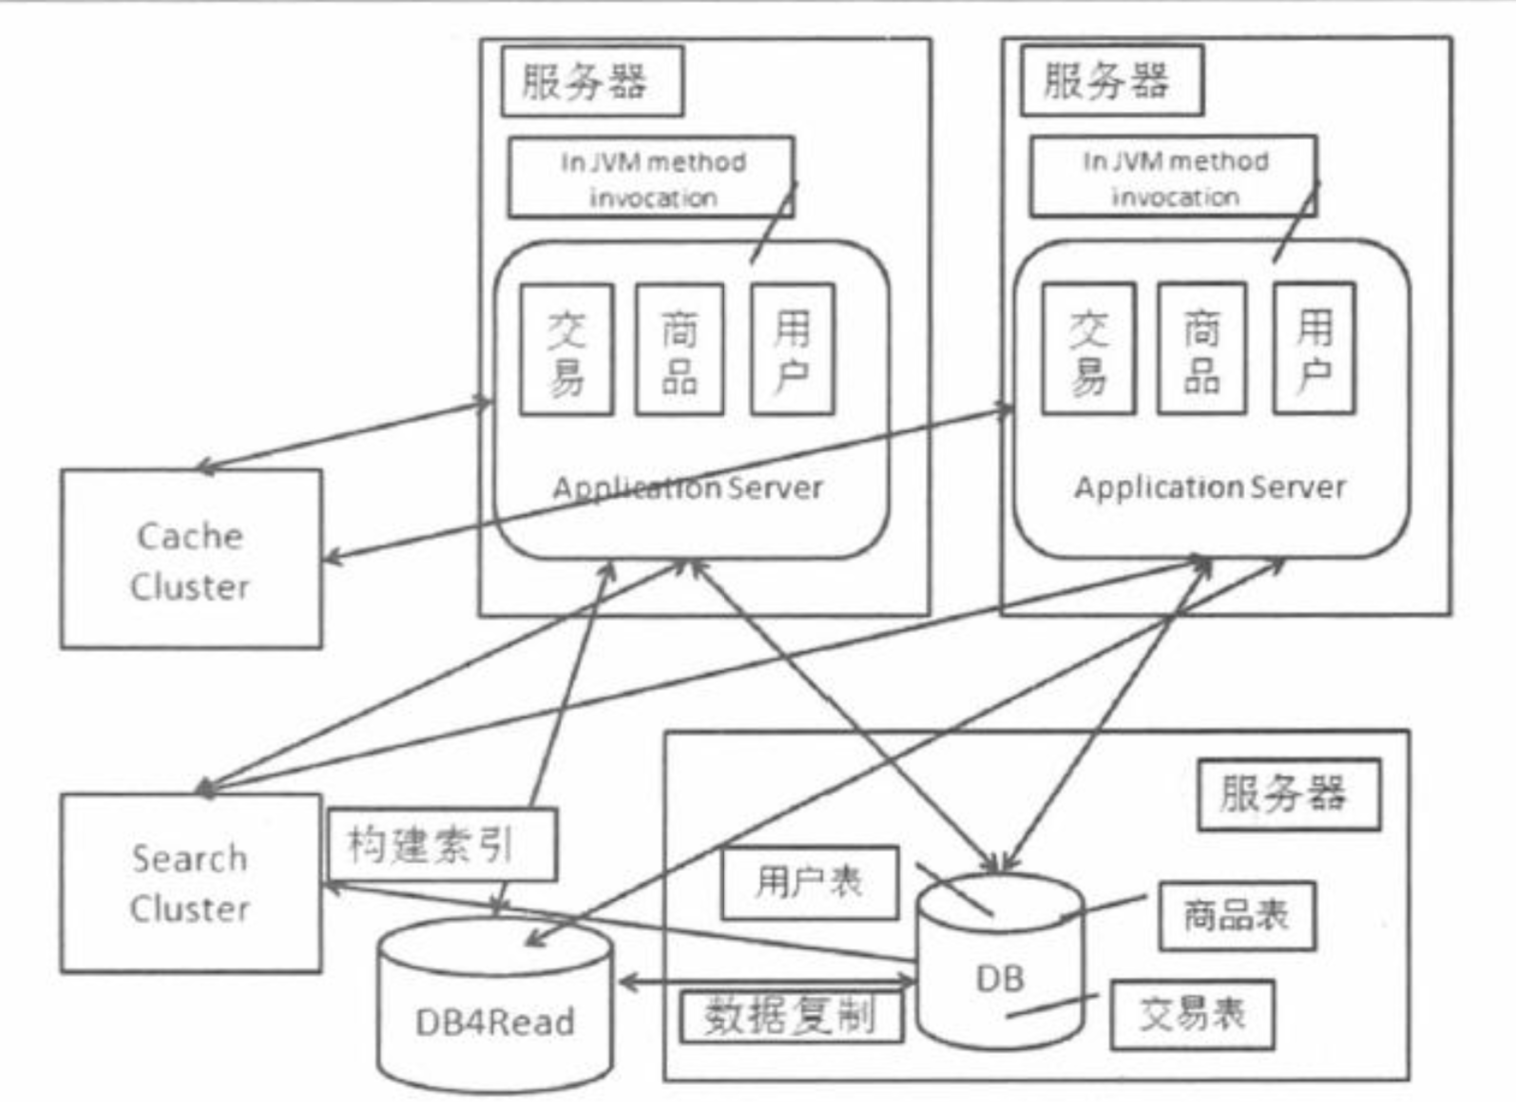 服务器
In JVM method
invocation
交易
商品
用户
Application Server
服务器
In JVM method
invocation
交易
商品
用户
Application Server
Cache
Cluster
Search
Cluster
构建索引
DB4Read
服务器
用户表
商品表
DB
数据复制
交易表